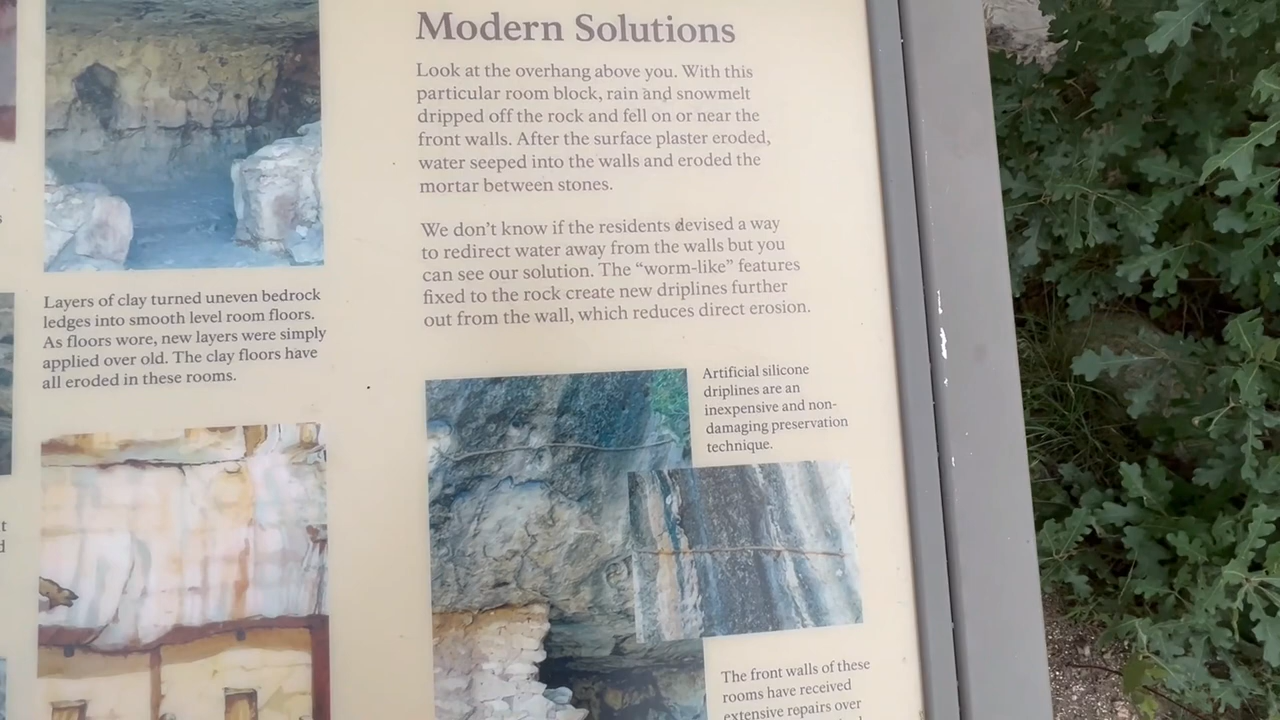 Modern Solutions
Look at the overhang above you. With this
particular room block, rain and snowmelt
dripped off the rock and fell on or near the
front walls. After the surface plaster eroded,
water seeped into the walls and eroded the
mortar between stones.
We don't know if the residents devised a way
to redirect water away from the walls but you
can see our solution. The “worm-like” features
fixed to the rock create new driplines further
out from the wall, which reduces direct erosion.
Layers of clay turned uneven bedrock
ledges into smooth level room floors.
As floors wore, new layers were simply
applied over old. The clay floors have
all eroded in these rooms.
Artificial silicone
driplines are an
inexpensive and non-
damaging preservation
technique.
The front walls of these
rooms have received
extensive repairs over